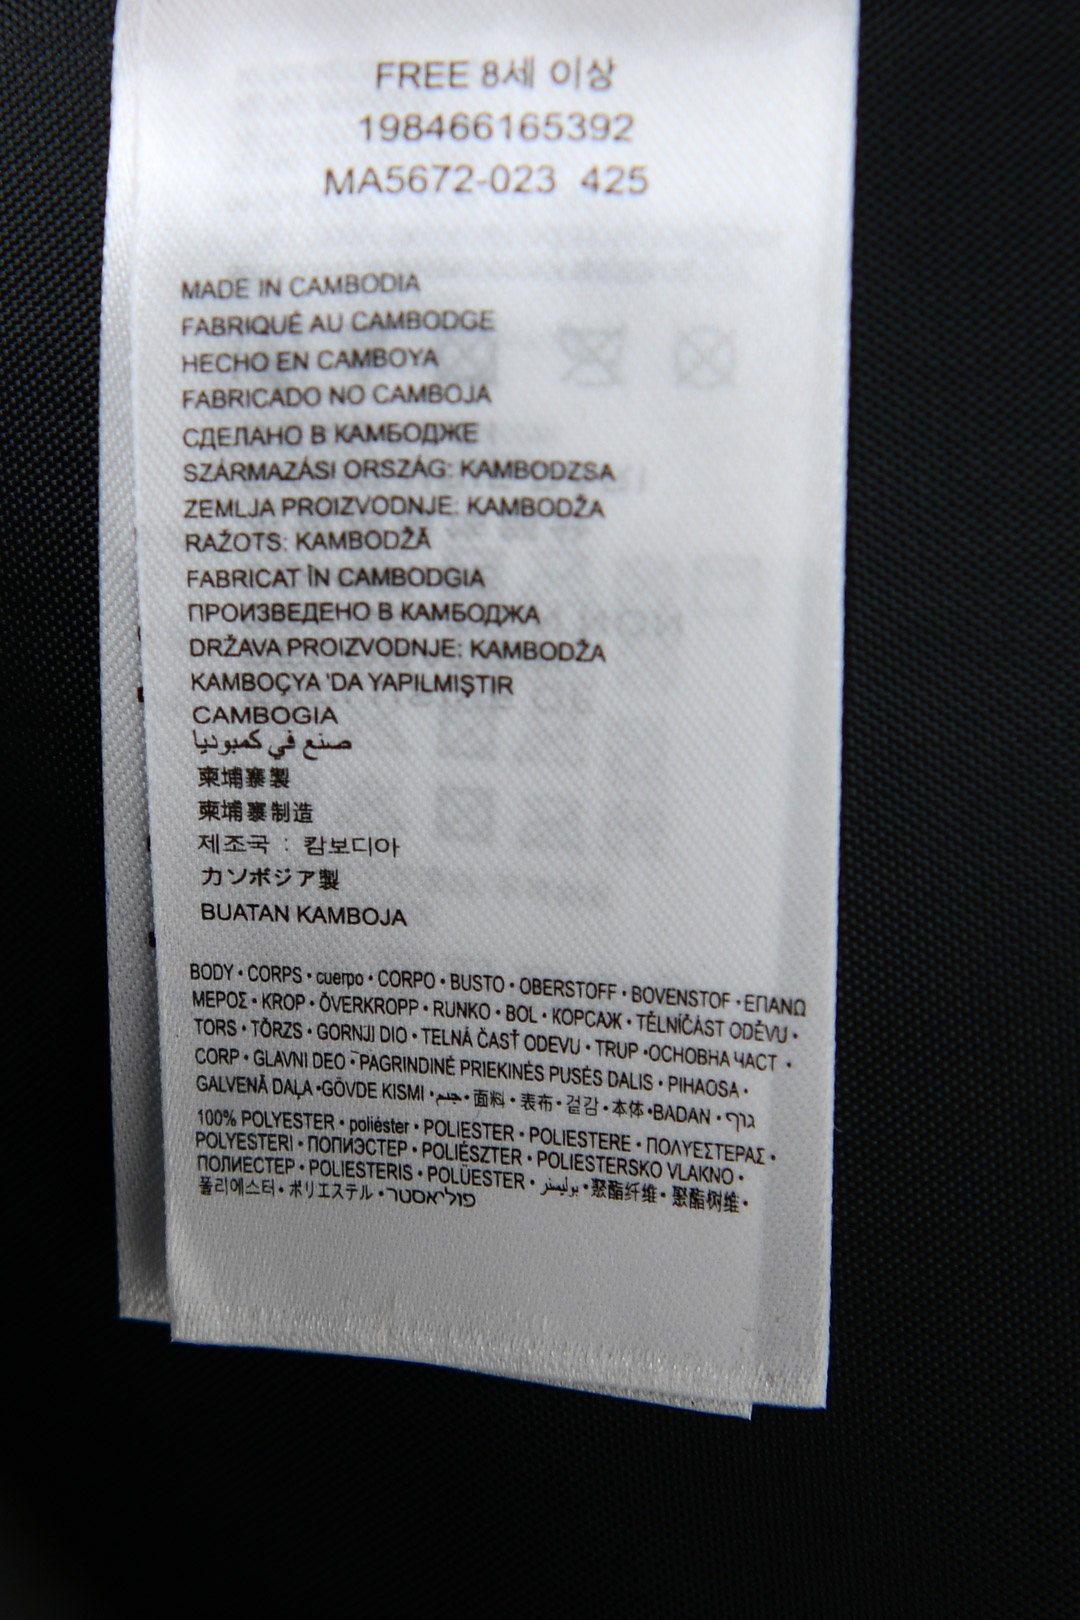 FREE 8세 이상
198466165392
MA5672-023 425
MADE IN CAMBODIA
FABRIQUÉ AU CAMBODGE
HECHO EN CAMBOYA
FABRICADO NO CAMBOJA
СДЕЛАНО В КАМБОДЖЕ
SZÁRMAZÁSI ORSZÁG: KAMBODZSA
ZEMLJA PROIZVODNJE: KAMBODŽA
RAŽOTS: KAMBODŽĀ
FABRICAT ÎN CAMBODGIA
ПРОИЗВЕДЕНО В КАМБОДЖА
DRŽAVA PROIZVODNJE: KAMBODŽA
KAMBOÇYA 'DA YAPILMIŞTIR
CAMBOGIA
صنع في كمبوديا
柬埔寨製
柬埔寨制造
제조국 : 캄보디아
カンボジア製
BUATAN KAMBOJA
BODY • CORPS • cuerpo • CORPO • BUSTO • OBERSTOFF • BOVENSTOF • ΕΠΑΝΩ
ΜΕΡΟΣ • KROP • ÖVERKROPP • RUNKO • BOL • КОРСАЖ • TĚLNÍČÁST ODĚVU •
TORS • TÖRZS • GORNJI DIO • TELNÁ ČASŤ ODEVU • TRUP •ОСНОВНА ЧАСТ •
CORP • GLAVNI DEO • PAGRINDINĖ PRIEKINĖS PUSĖS DALIS • PIHAOSA •
GALVENĀ DAĻA •GÖVDE KISMI • جسم • 面料 • 表布 • 겉감 • 本体 •BADAN • גוף
100% POLYESTER • poliéster • POLIESTER • POLIESTERE • ΠΟΛΥΕΣΤΕΡΑΣ •
POLYESTERI • ПОЛИЭСТЕР • POLIÉSZTER • POLIESTERSKO VLAKNO •
ПОЛИЕСТЕР • POLIESTERIS • POLÜESTER • بوليستر • 聚酯纤维 • 聚酯树维 •
폴리에스터 • ポリエステル • פוליאסטר